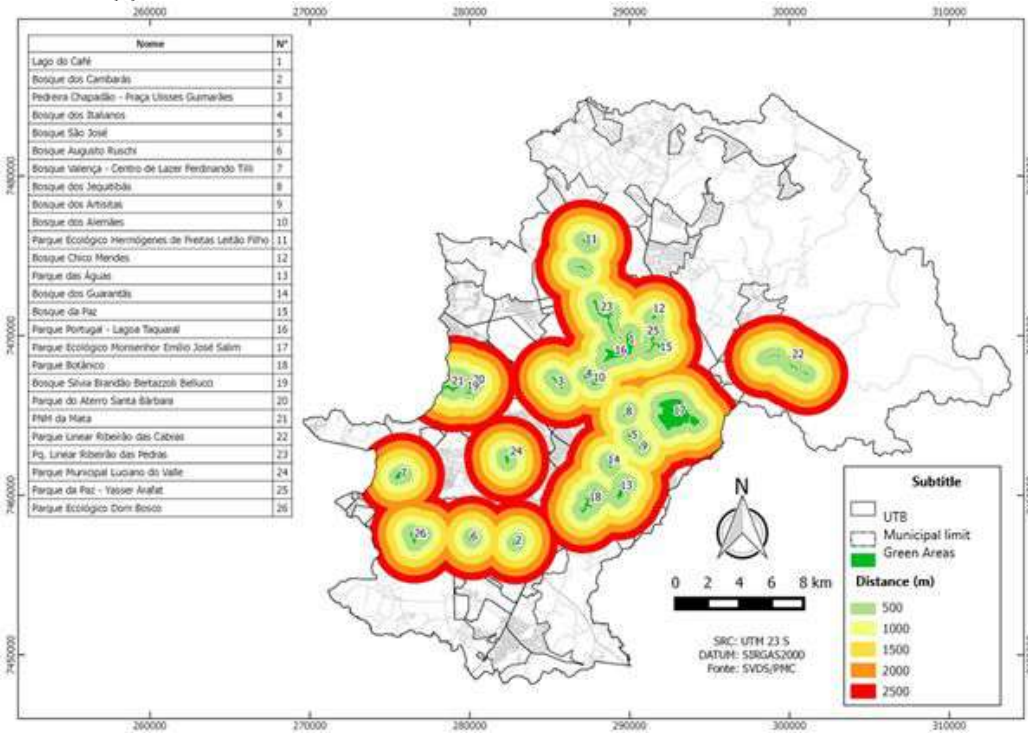 260000 270000 280000 290000 300000 310000
Nome N°
Lago do Café 1
Bosque dos Cambarás 2
Pedreira Chapadão - Praça Ulisses Guimarães 3
Bosque dos Italianos 4
Bosque São José 5
Bosque Augusto Ruschi 6
Bosque Valença - Centro de Lazer Ferdinando Tilli 7
Bosque dos Jequitibás 8
Bosque dos Artisitas 9
Bosque dos Alemães 10
Parque Ecológico Hermógenes de Freitas Leitão Filho 11
Bosque Chico Mendes 12
Parque das Águas 13
Bosque dos Guarantãs 14
Bosque da Paz 15
Parque Portugal - Lagoa Taquaral 16
Parque Ecológico Monsenhor Emílio José Salim 17
Parque Botânico 18
Bosque Silvia Brandão Bertazzoli Bellucci 19
Parque do Aterro Santa Bárbara 20
PNM da Mata 21
Parque Linear Ribeirão das Cabras 22
Pq. Linear Ribeirão das Pedras 23
Parque Municipal Luciano do Valle 24
Parque da Paz - Yasser Arafat 25
Parque Ecológico Dom Bosco 26
7480000
7470000
7460000
7450000
11
23
12
25
1
15
16
22
3
4
10
21
20
19
8
17
5
9
24
14
7
13
18
26
6
2
N
0 2 4 6 8 km
SRC: UTM 23 S
DATUM: SIRGAS2000
Fonte: SVDS/PMC
Subtitle
UTB
Municipal limit
Green Areas
Distance (m)
500
1000
1500
2000
2500
260000 270000 280000 290000 300000 310000